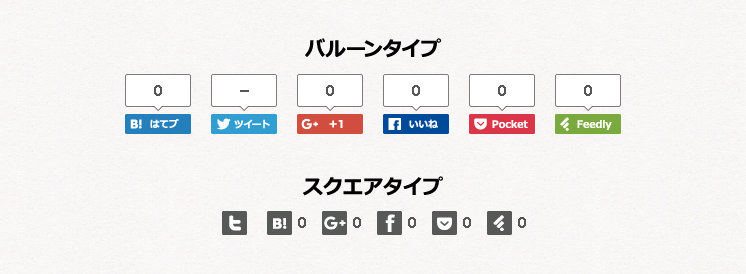 バルーンタイプ
0 – 0 0 0 0
B! はてブ ツイート G+ +1 f いいね Pocket Feedly
スクエアタイプ
t B! 0 G+ 0 f 0 0 0